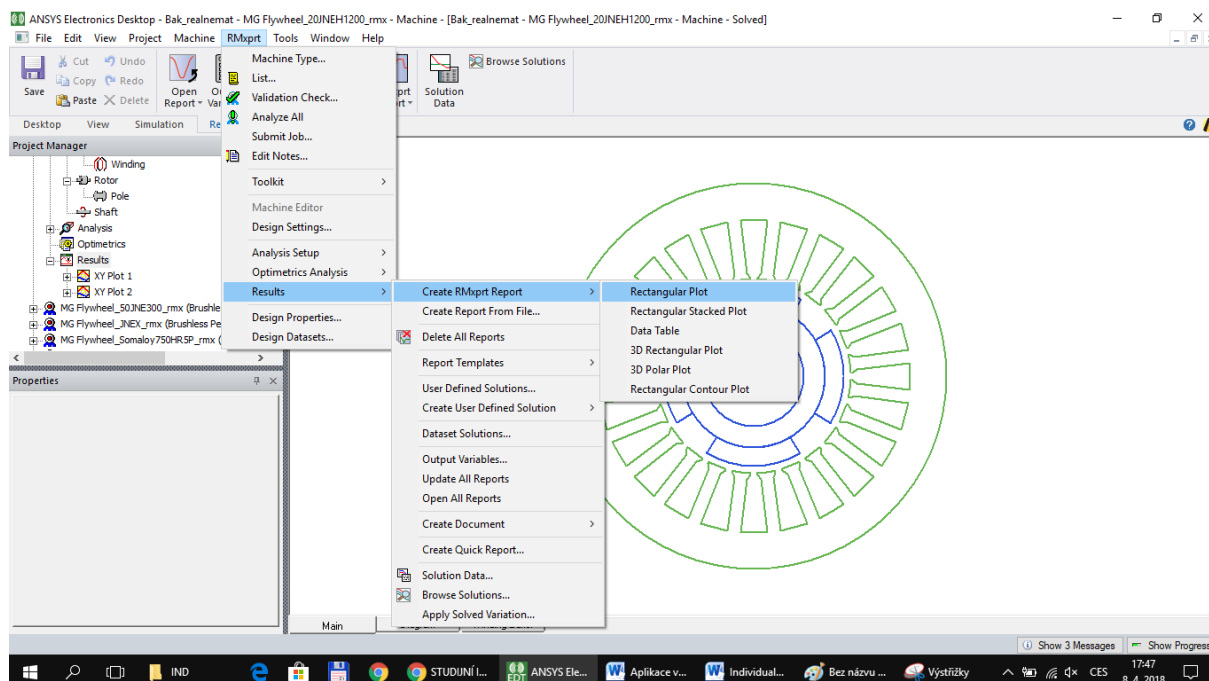 ANSYS Electronics Desktop - Bak_realnemat - MG Flywheel_20JNEH1200_rmx - Machine - [Bak_realnemat - MG Flywheel_20JNEH1200_rmx - Machine - Solved]
File Edit View Project Machine RMxprt Tools Window Help
Save
Cut
Copy
Paste
Undo
Redo
Delete
Open
Report
Solution
Data
Browse Solutions
Desktop View Simulation
Project Manager
Winding
Rotor
Pole
Shaft
Analysis
Optimetrics
Results
XY Plot 1
XY Plot 2
MG Flywheel_50JNE300_rmx (Brushle
MG Flywheel_JNEX_rmx (Brushless Pe
MG Flywheel_Somaloy750HR5P_rmx (
Properties
Machine Type...
List...
Validation Check...
Analyze All
Submit Job...
Edit Notes...
Toolkit
Machine Editor
Design Settings...
Analysis Setup
Optimetrics Analysis
Results
Design Properties...
Design Datasets...
Create RMxprt Report
Create Report From File...
Delete All Reports
Report Templates
User Defined Solutions...
Create User Defined Solution
Dataset Solutions...
Output Variables...
Update All Reports
Open All Reports
Create Document
Create Quick Report...
Solution Data...
Browse Solutions...
Apply Solved Variation...
Rectangular Plot
Rectangular Stacked Plot
Data Table
3D Rectangular Plot
3D Polar Plot
Rectangular Contour Plot
Main
Show 3 Messages Show Progress
IND STUDIJNÍ I... ANSYS Ele... Aplikace v... Individual... Bez názvu ... Výstřižky CES 17:47
8. 4. 2018